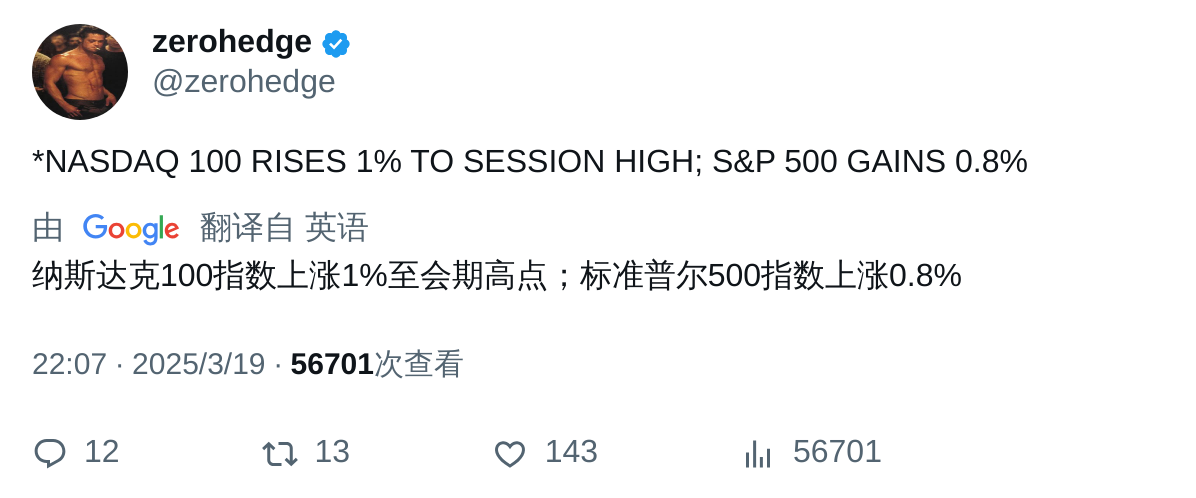 zerohedge
@zerohedge
*NASDAQ 100 RISES 1% TO SESSION HIGH; S&P 500 GAINS 0.8%
由 Google 翻译自 英语
纳斯达克100指数上涨1%至会期高点；标准普尔500指数上涨0.8%
22:07 · 2025/3/19 · 56701次查看
12 13 143 56701